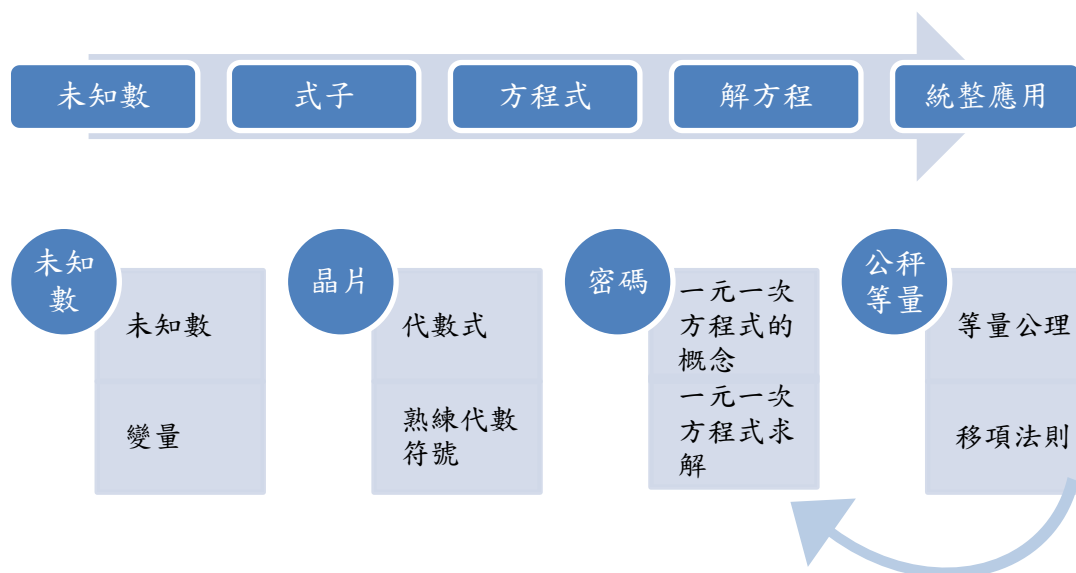 未知數
式子
方程式
解方程
統整應用
未知
數
未知數
變量
晶片
代數式
熟練代數
符號
密碼
一元一次
方程式的
概念
一元一次
方程式求
解
公秤
等量
等量公理
移項法則